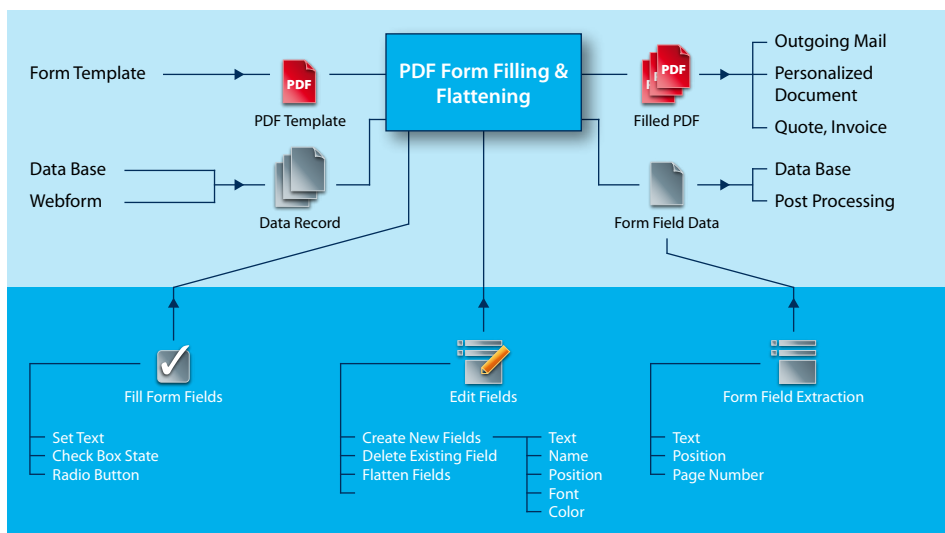 Form Template
PDF
PDF Template
PDF Form Filling &
Flattening
PDF
PDF
PDF
Filled PDF
Outgoing Mail
Personalized
Document
Quote, Invoice
Data Base
Webform
Data Record
Form Field Data
Data Base
Post Processing
Fill Form Fields
Set Text
Check Box State
Radio Button
Edit Fields
Create New Fields
Delete Existing Field
Flatten Fields
Text
Name
Position
Font
Color
Form Field Extraction
Text
Position
Page Number